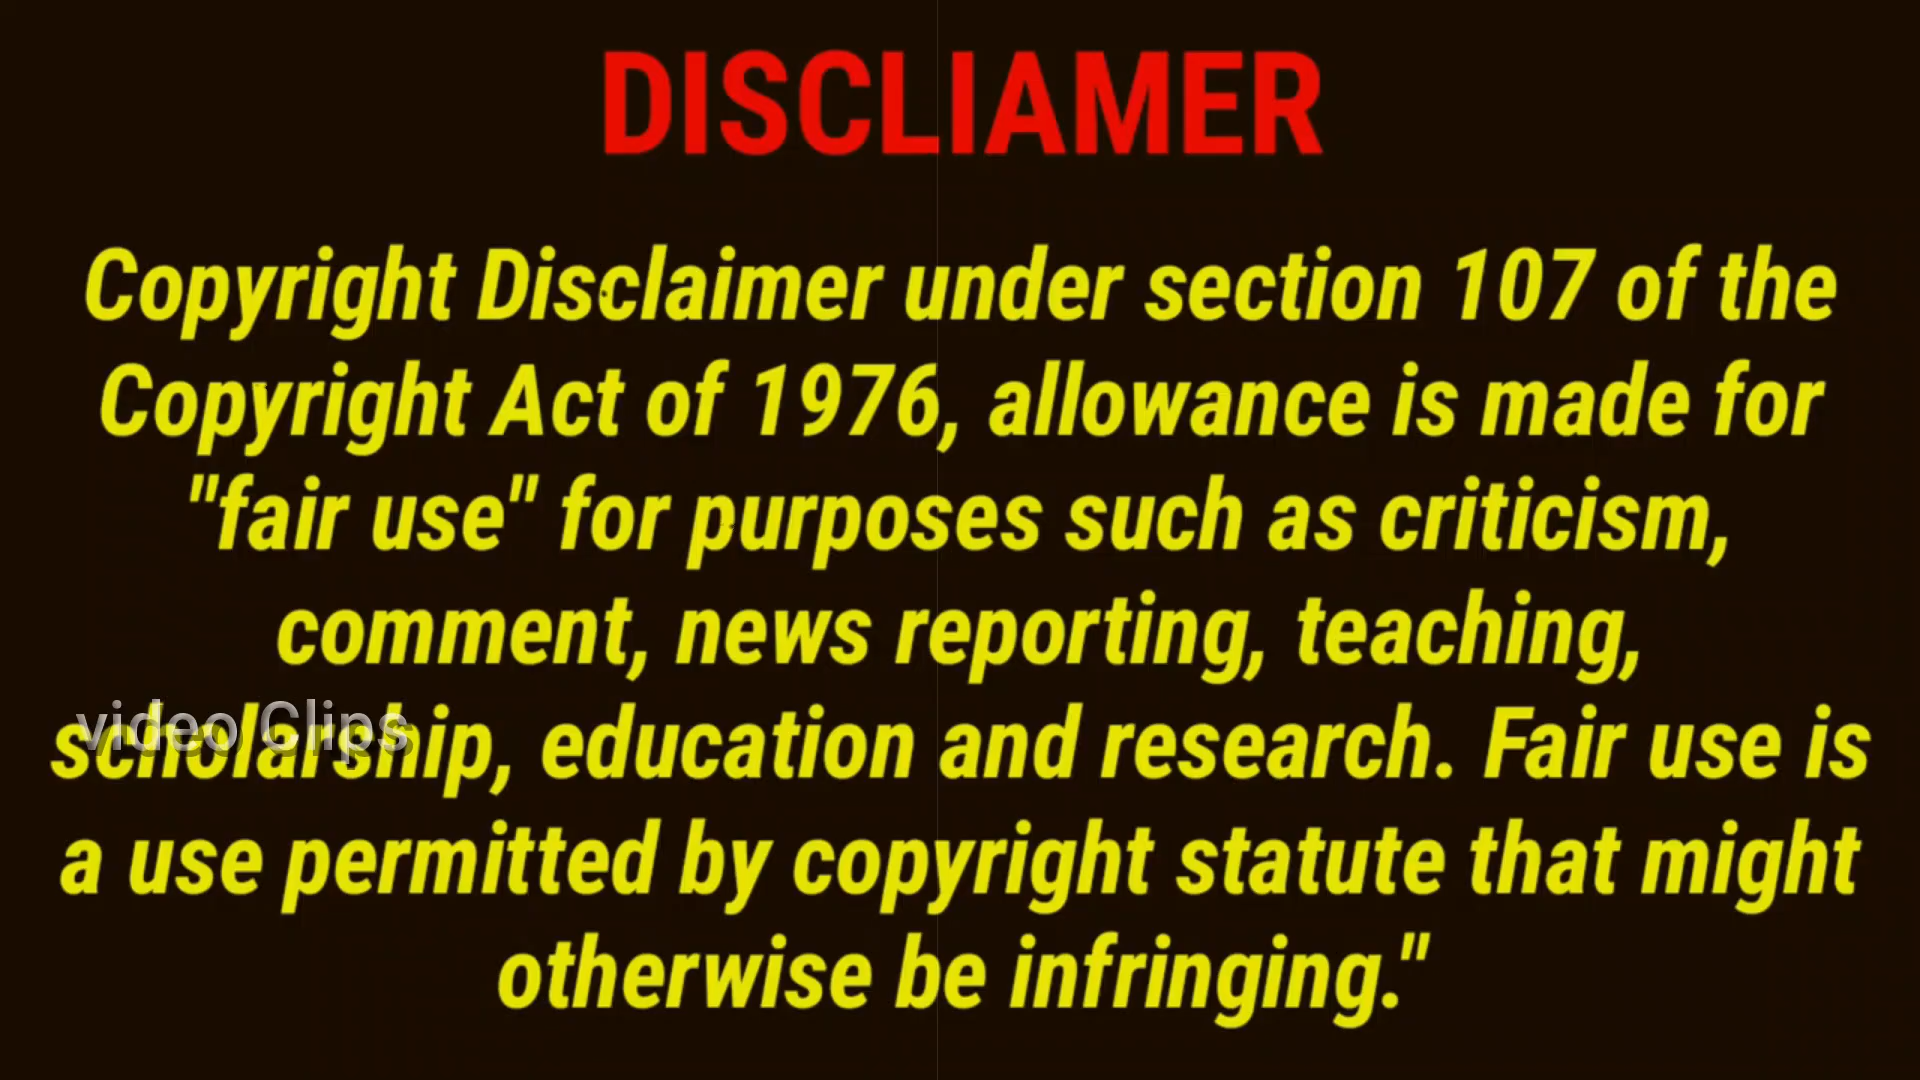 DISCLIAMER
Copyright Disclaimer under section 107 of the
Copyright Act of 1976, allowance is made for
"fair use" for purposes such as criticism,
comment, news reporting, teaching,
video Clips
scholarship, education and research. Fair use is
a use permitted by copyright statute that might
otherwise be infringing."